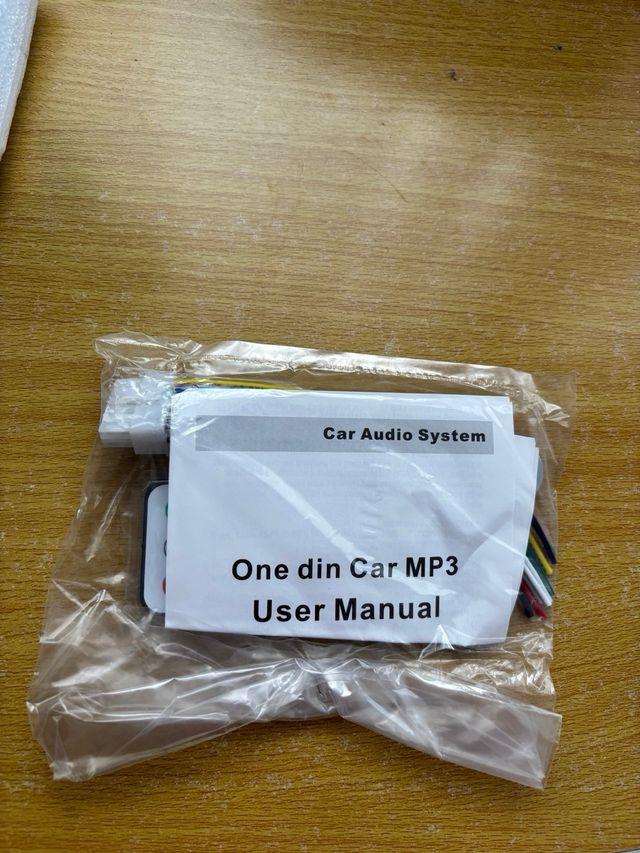 Car Audio System
One din Car MP3
User Manual